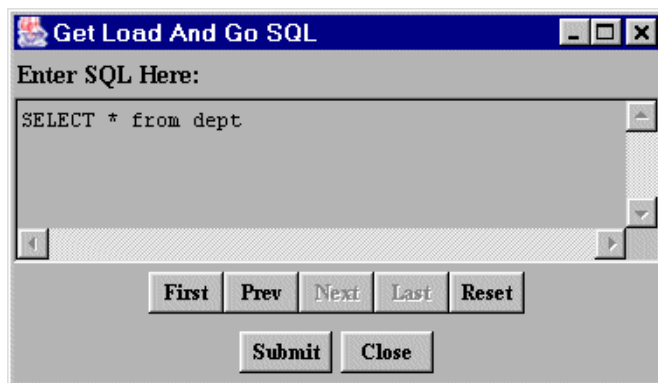 Get Load And Go SQL
Enter SQL Here:
SELECT * from dept
First Prev Next Last Reset
Submit Close